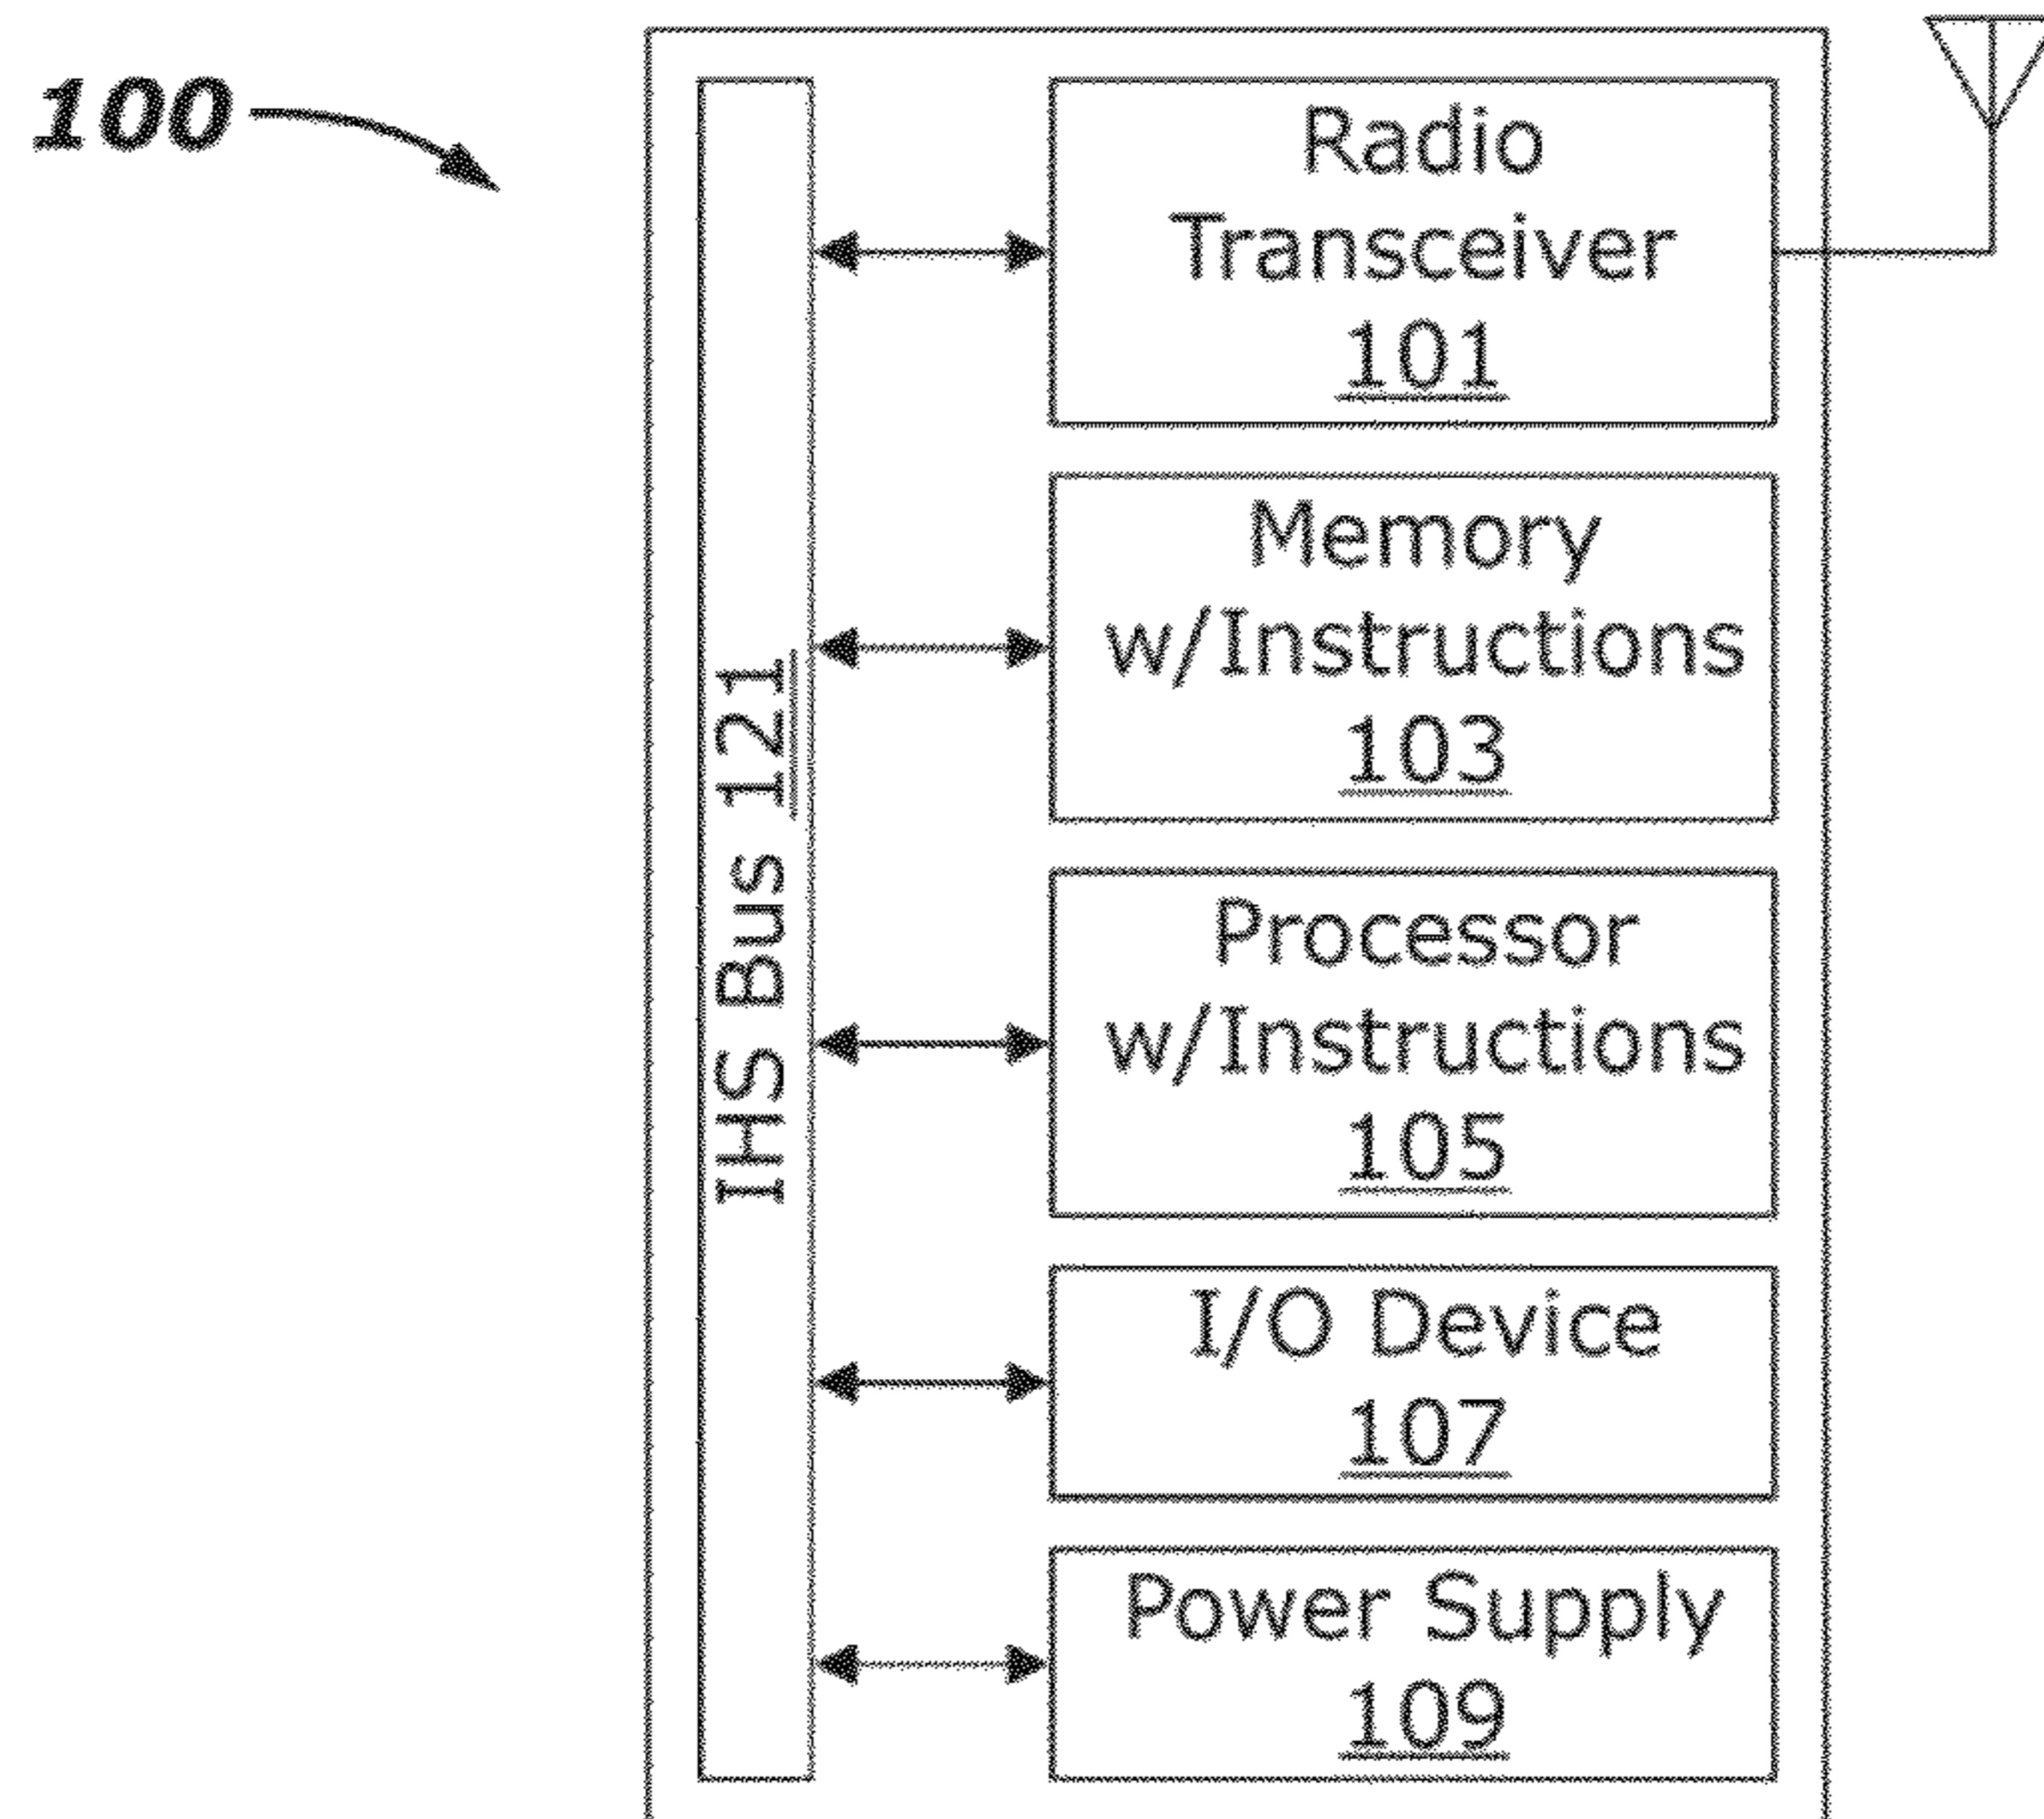 100
Radio
Transceiver
101
Memory
w/Instructions
103
Processor
w/Instructions
105
I/O Device
107
Power Supply
109
IHS Bus 121